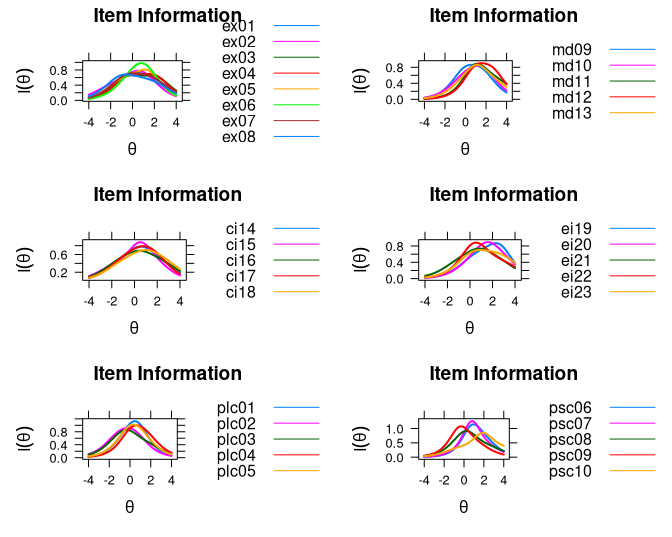 Item Information
I(θ)
0.8
0.4
0.0
-4 -2 0 2 4
θ
ex01
ex02
ex03
ex04
ex05
ex06
ex07
ex08
Item Information
I(θ)
0.8
0.4
0.0
-4 -2 0 2 4
θ
md09
md10
md11
md12
md13
Item Information
I(θ)
0.6
0.2
-4 -2 0 2 4
θ
ci14
ci15
ci16
ci17
ci18
Item Information
I(θ)
0.8
0.4
0.0
-4 -2 0 2 4
θ
ei19
ei20
ei21
ei22
ei23
Item Information
I(θ)
0.8
0.4
0.0
-4 -2 0 2 4
θ
plc01
plc02
plc03
plc04
plc05
Item Information
I(θ)
1.0
0.5
0.0
-4 -2 0 2 4
θ
psc06
psc07
psc08
psc09
psc10